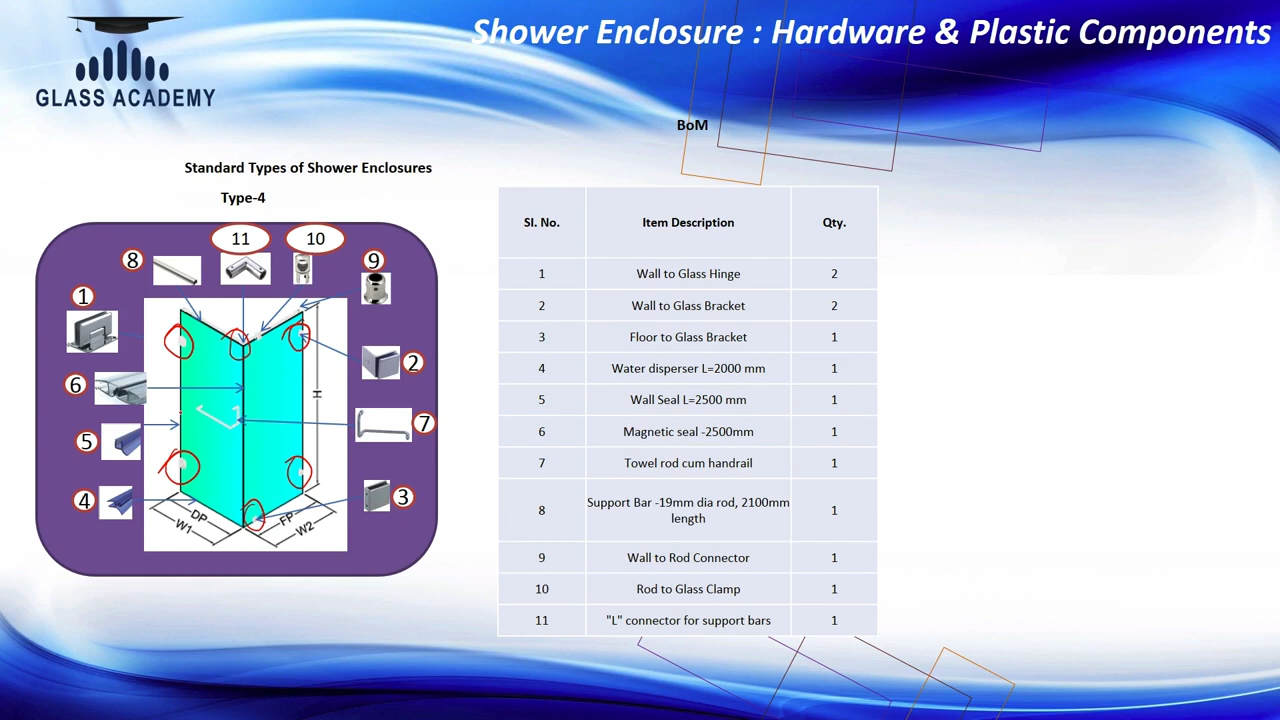 Shower Enclosure : Hardware & Plastic Components
GLASS ACADEMY
BoM
Standard Types of Shower Enclosures
Type-4
11
10
8
9
1
2
6
7
5
4
3
H
DP
W1
FP
W2
SI. No. Item Description Qty.
1 Wall to Glass Hinge 2
2 Wall to Glass Bracket 2
3 Floor to Glass Bracket 1
4 Water disperser L=2000 mm 1
5 Wall Seal L=2500 mm 1
6 Magnetic seal -2500mm 1
7 Towel rod cum handrail 1
8 Support Bar -19mm dia rod, 2100mm
length 1
9 Wall to Rod Connector 1
10 Rod to Glass Clamp 1
11 "L" connector for support bars 1